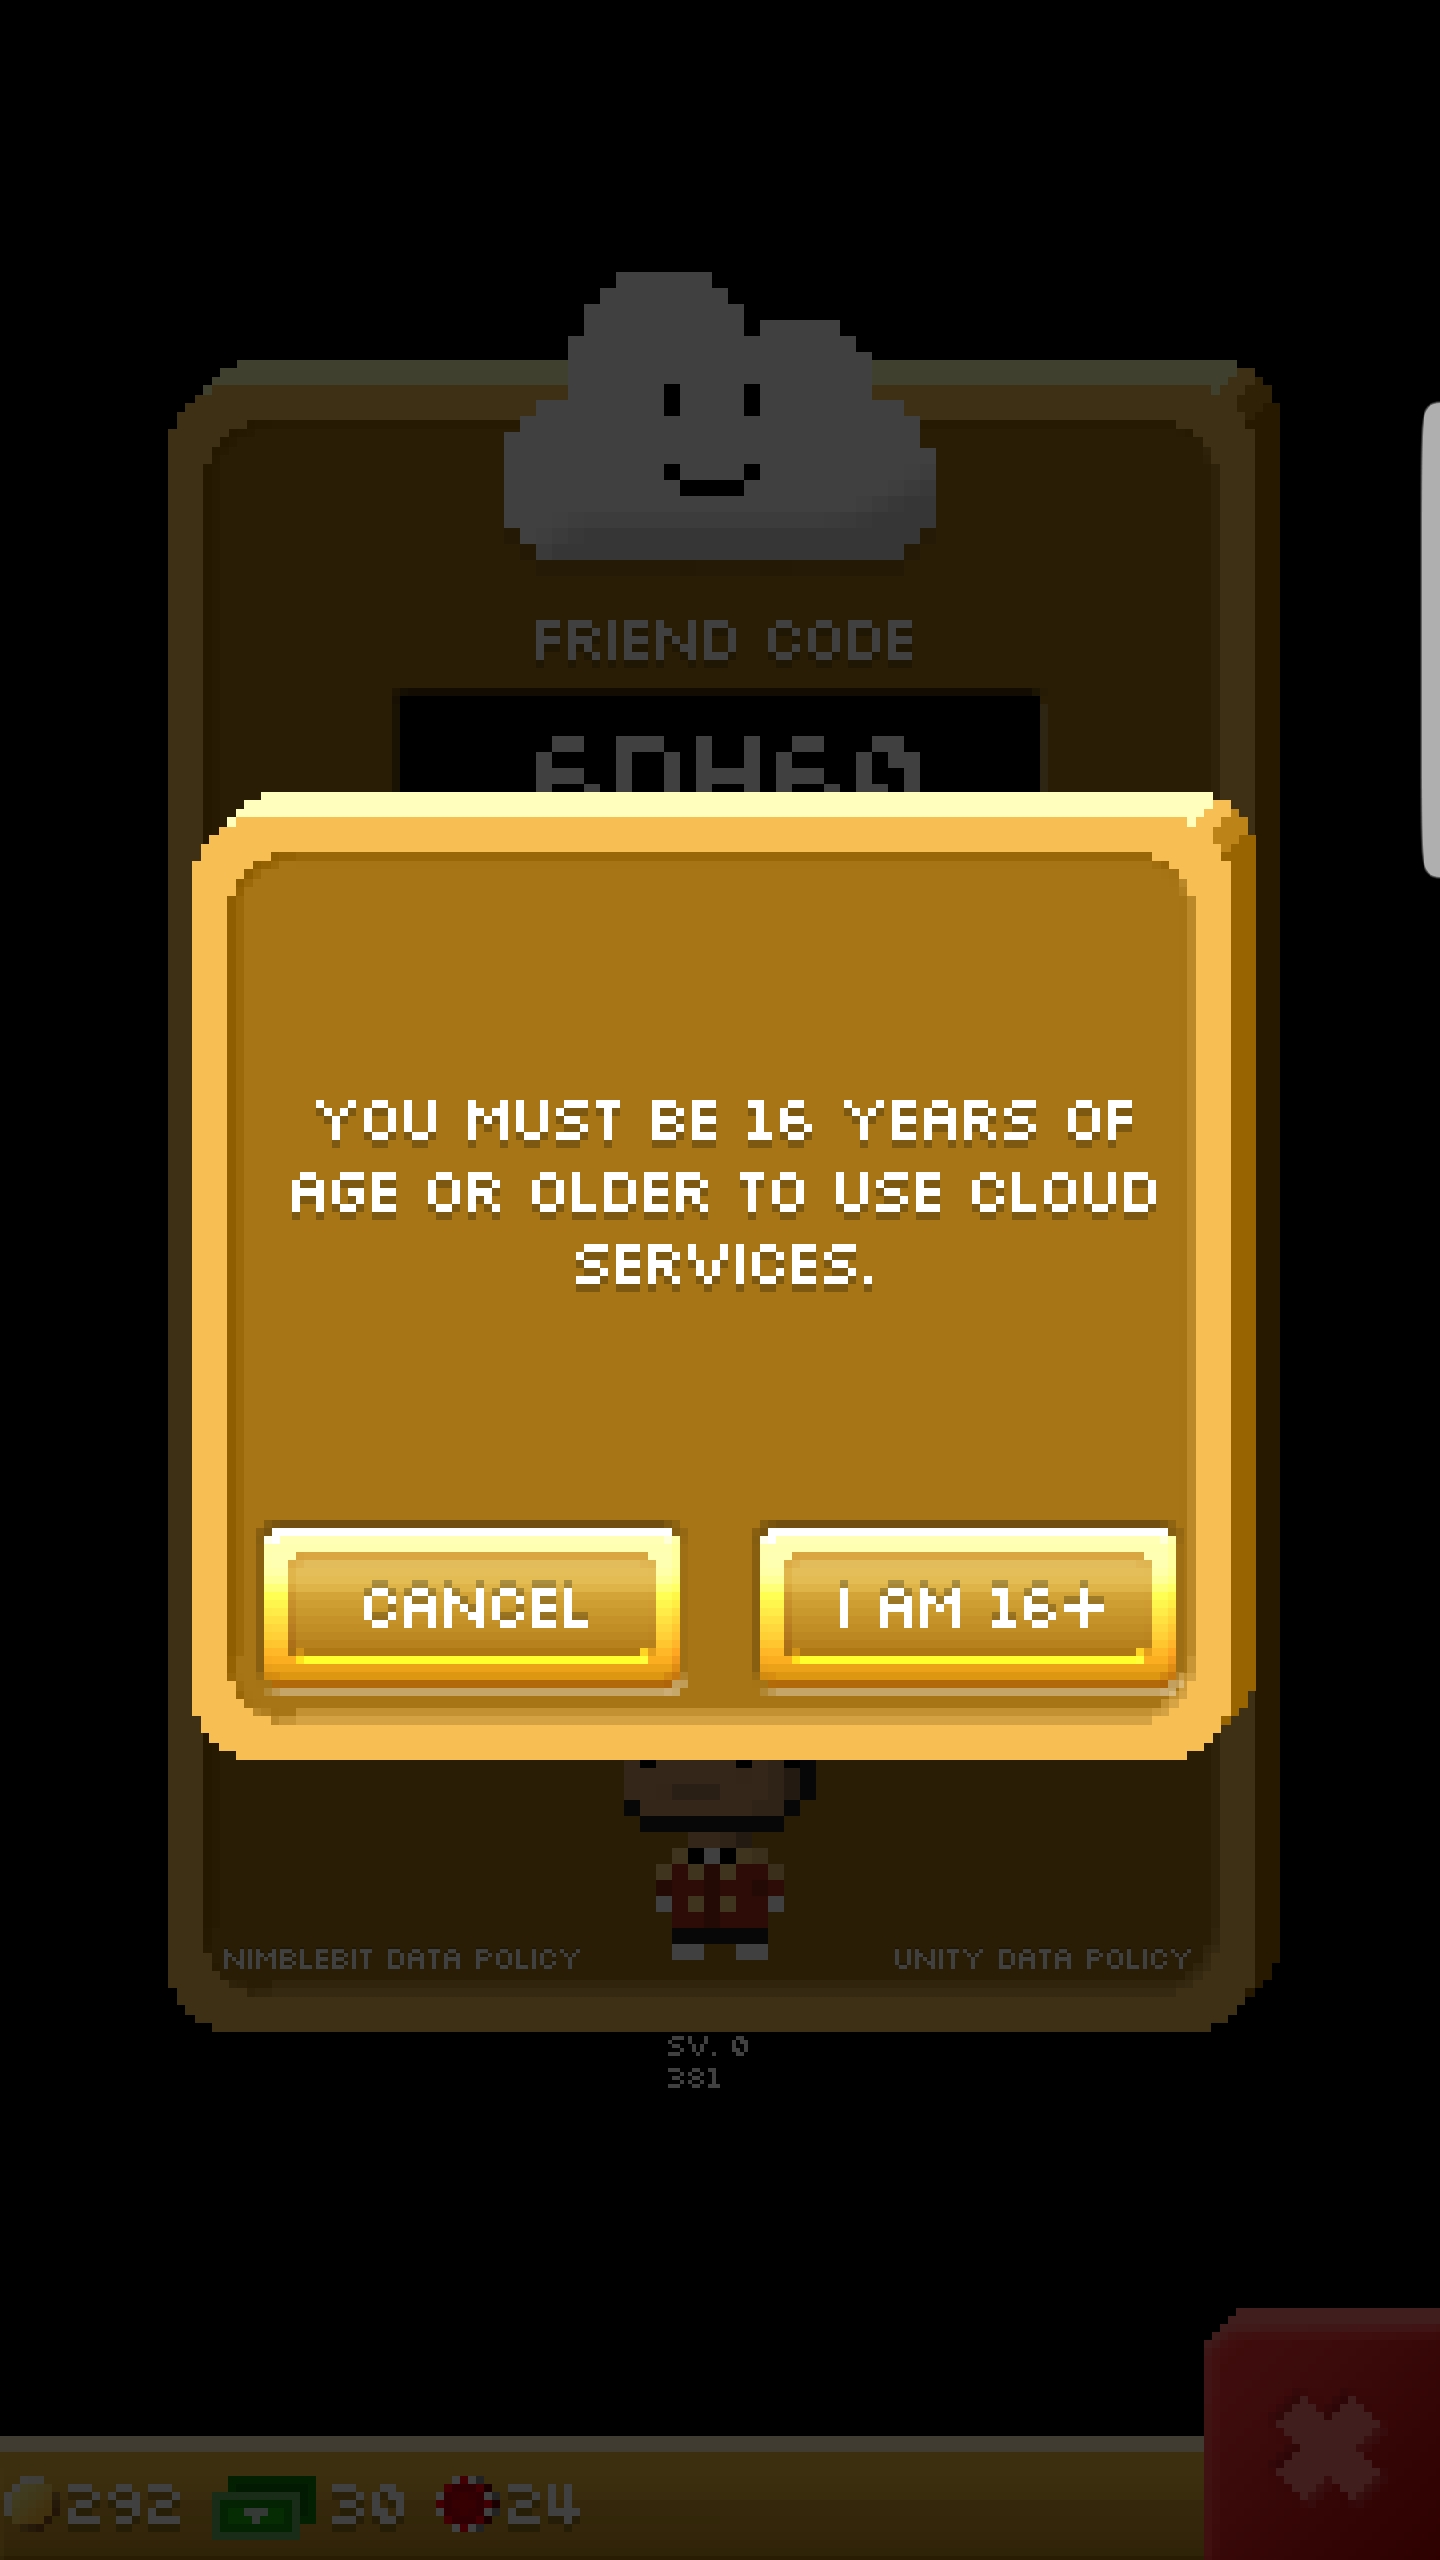 FRIEND CODE
YOU MUST BE 16 YEARS OF
AGE OR OLDER TO USE CLOUD
SERVICES.
CANCEL
I AM 16+
NIMBLEBIT DATA POLICY
UNITY DATA POLICY
SV. 0
381
292
30
24